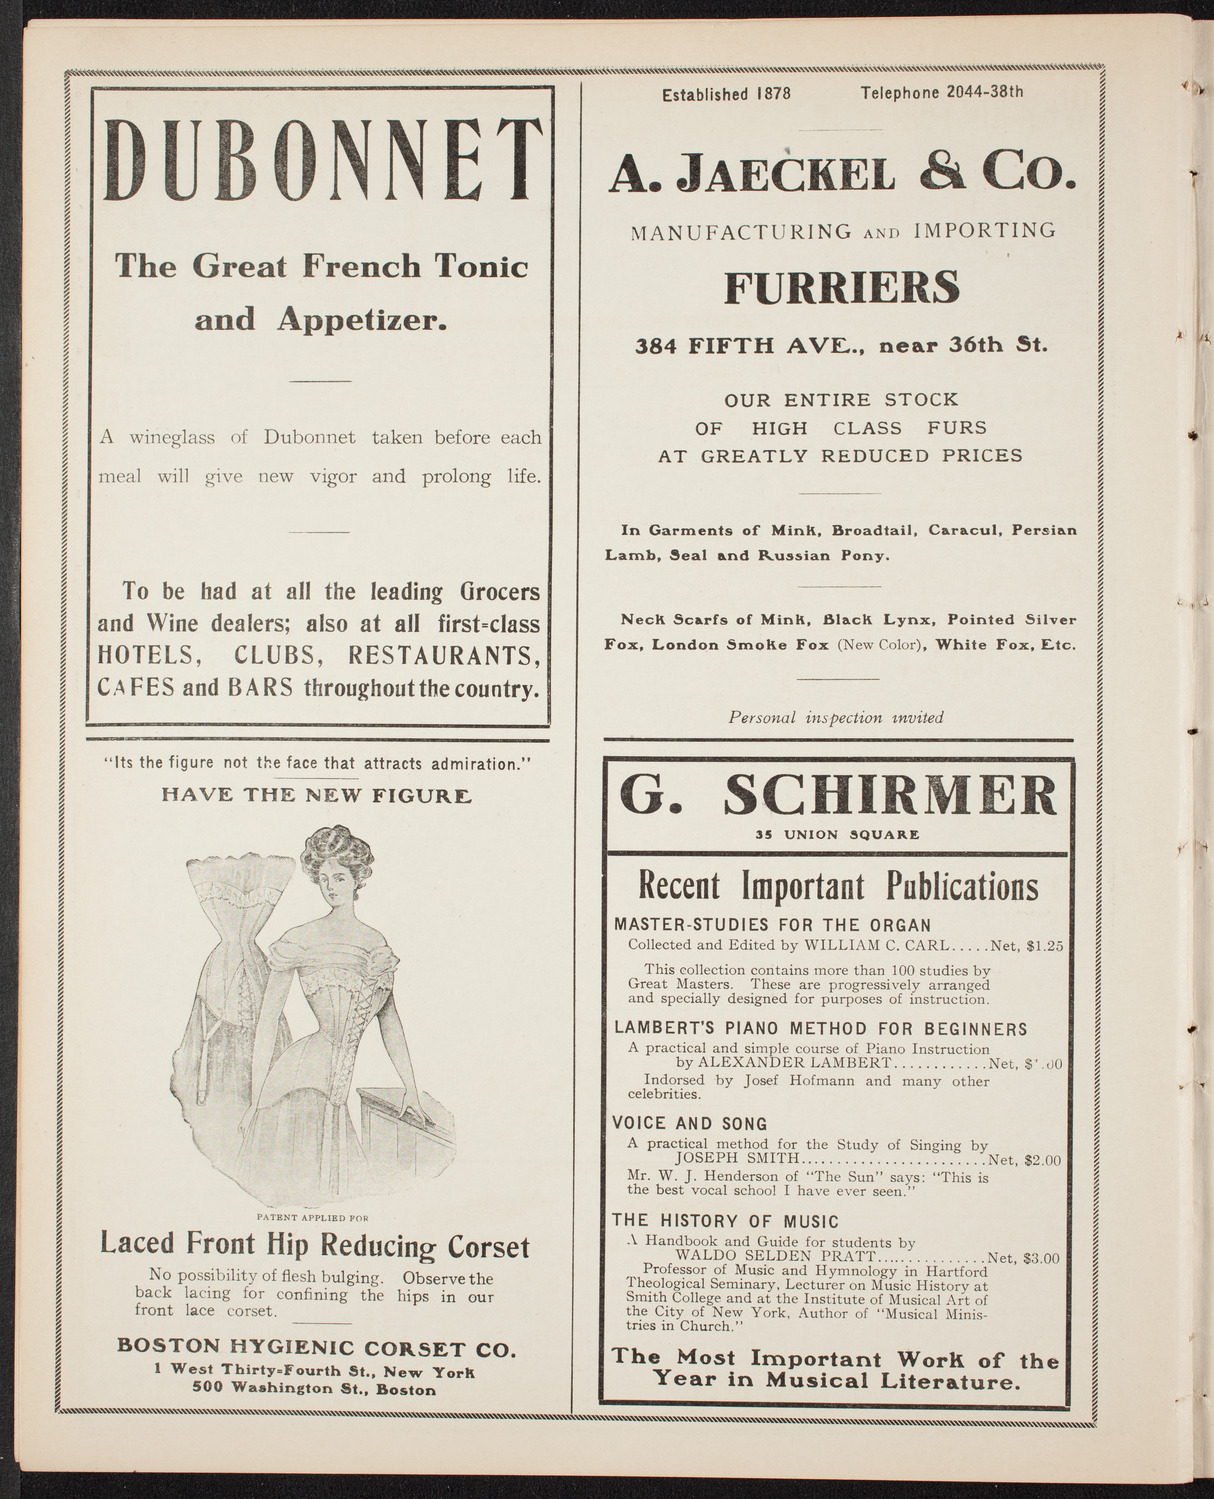 DUBONNET
The Great French Tonic
and Appetizer.
A wineglass of Dubonnet taken before each
meal will give new vigor and prolong life.
To be had at all the leading Grocers
and Wine dealers; also at all first-class
HOTELS, CLUBS, RESTAURANTS,
CAFES and BARS throughout the country.
"Its the figure not the face that attracts admiration."
HAVE THE NEW FIGURE
PATENT APPLIED FOR
Laced Front Hip Reducing Corset
No possibility of flesh bulging. Observe the
back lacing for confining the hips in our
front lace corset.
BOSTON HYGIENIC CORSET CO.
1 West Thirty-Fourth St., New York
500 Washington St., Boston
Established 1878 Telephone 2044-38th
A. JAECKEL & CO.
MANUFACTURING AND IMPORTING
FURRIERS
384 FIFTH AVE., near 36th St.
OUR ENTIRE STOCK
OF HIGH CLASS FURS
AT GREATLY REDUCED PRICES
In Garments of Mink, Broadtail, Caracul, Persian
Lamb, Seal and Russian Pony.
Neck Scarfs of Mink, Black Lynx, Pointed Silver
Fox, London Smoke Fox (New Color), White Fox, Etc.
Personal inspection invited
G. SCHIRMER
35 UNION SQUARE
Recent Important Publications
MASTER-STUDIES FOR THE ORGAN
Collected and Edited by WILLIAM C. CARL.....Net, $1.25
This collection contains more than 100 studies by
Great Masters. These are progressively arranged
and specially designed for purposes of instruction.
LAMBERT'S PIANO METHOD FOR BEGINNERS
A practical and simple course of Piano Instruction
by ALEXANDER LAMBERT............Net,
Indorsed by Josef Hofmann and many other
celebrities.
VOICE AND SONG
A practical method for the Study of Singing by
JOSEPH SMITH...........................Net, $2.00
Mr. W. J. Henderson of "The Sun" says: "This is
the best vocal school I have ever seen."
THE HISTORY OF MUSIC
A Handbook and Guide for students by
WALDO SELDEN PRATT................Net, $3.00
Professor of Music and Hymnology in Hartford
Theological Seminary, Lecturer on Music History at
Smith College and at the Institute of Musical Art of
the City of New York, Author of "Musical Minis-
tries in Church."
The Most Important Work of the
Year in Musical Literature.